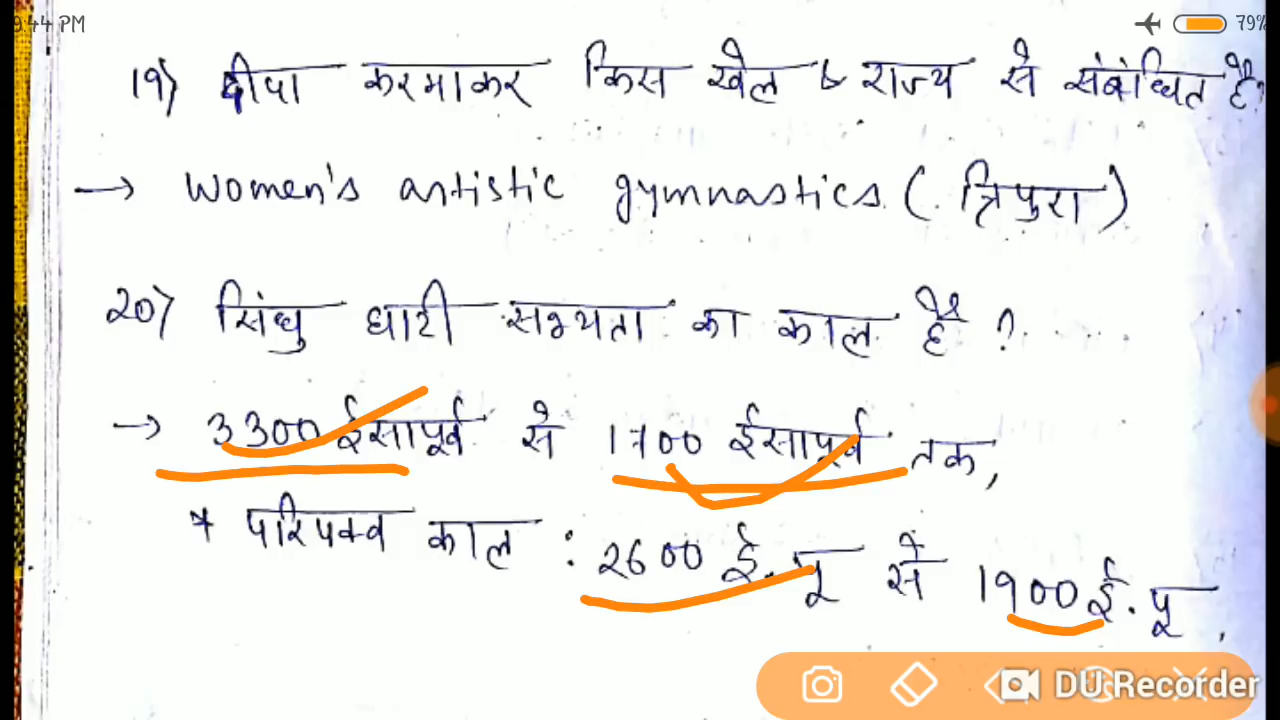 9:44 PM
79%
19) दीपा करमाकर किस खेल & राज्य से संबंधित है?
→ women's artistic gymnastics (त्रिपुरा)
20) सिंधु घाटी सभ्यता का काल है ?
→ 3300 ईसापूर्व से 1700 ईसापूर्व तक,
* परिपक्व काल : 2600 ई. पू से 1900 ई. पू.
DU Recorder